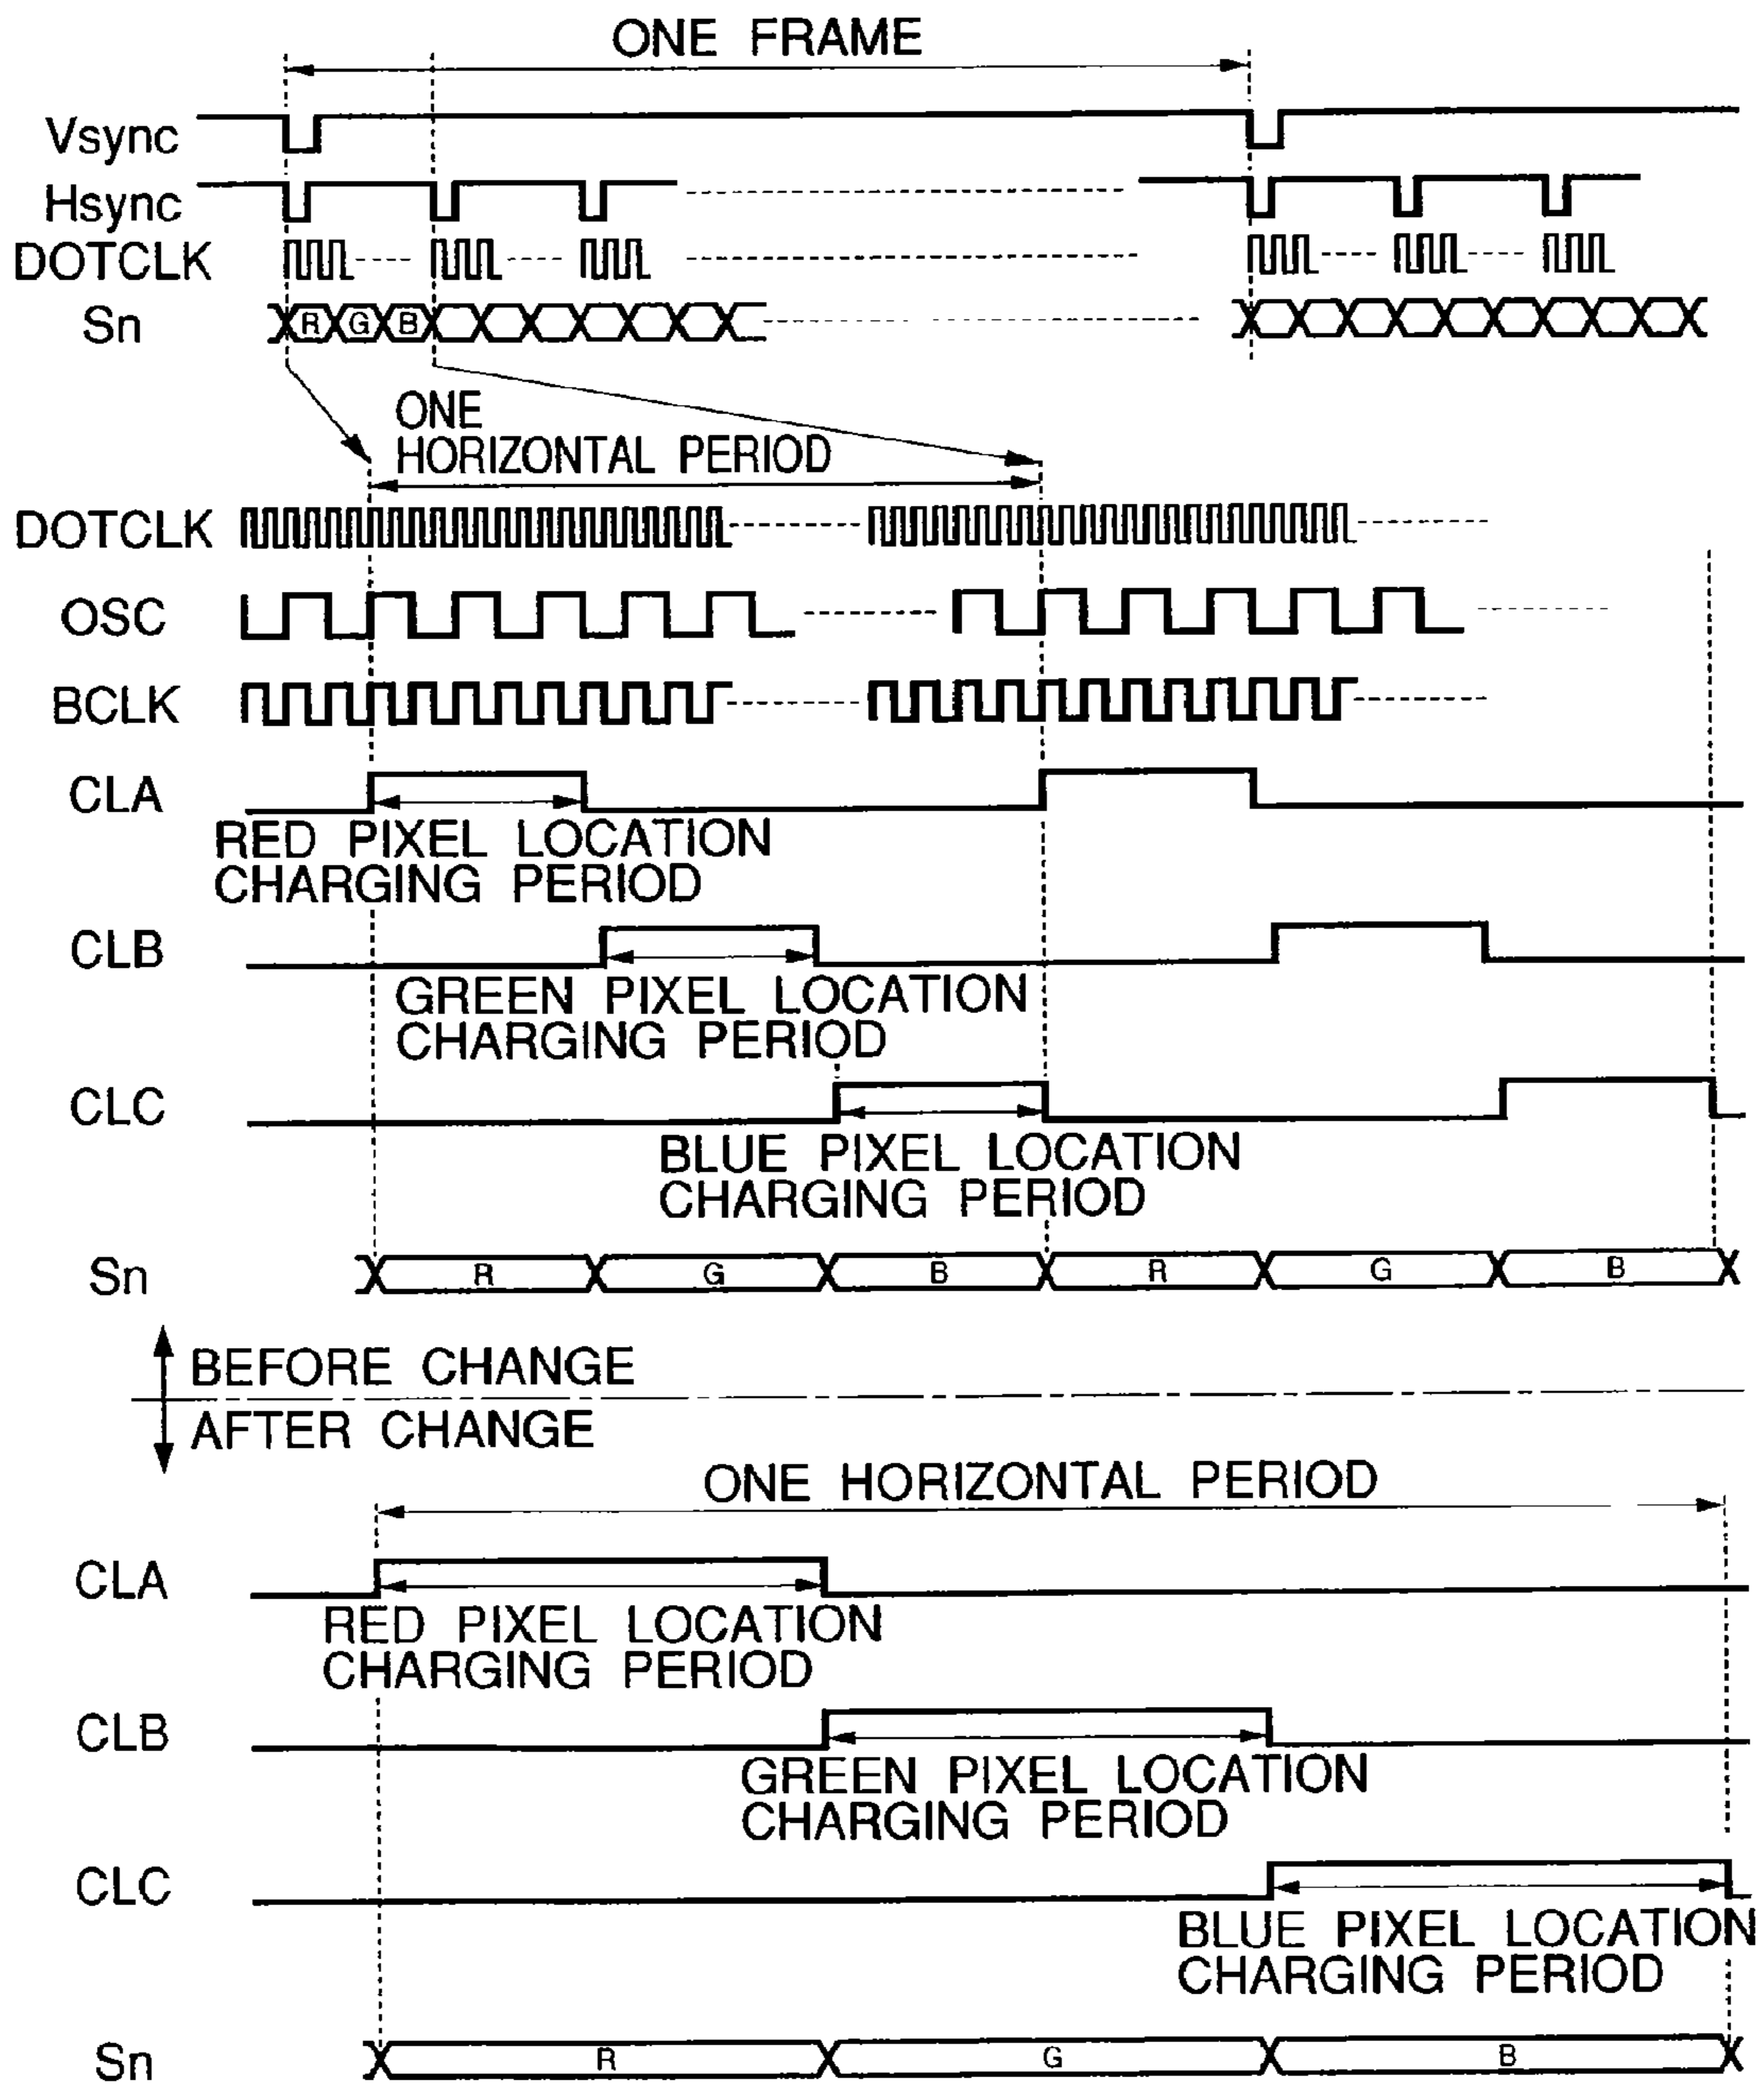 ONE FRAME
Vsync
Hsync
DOTCLK
Sn R G B
ONE
HORIZONTAL PERIOD
DOTCLK
OSC
BCLK
CLA
RED PIXEL LOCATION
CHARGING PERIOD
CLB
GREEN PIXEL LOCATION
CHARGING PERIOD
CLC
BLUE PIXEL LOCATION
CHARGING PERIOD
Sn R G B R G B
BEFORE CHANGE
AFTER CHANGE
ONE HORIZONTAL PERIOD
CLA
RED PIXEL LOCATION
CHARGING PERIOD
CLB
GREEN PIXEL LOCATION
CHARGING PERIOD
CLC
BLUE PIXEL LOCATION
CHARGING PERIOD
Sn R G B